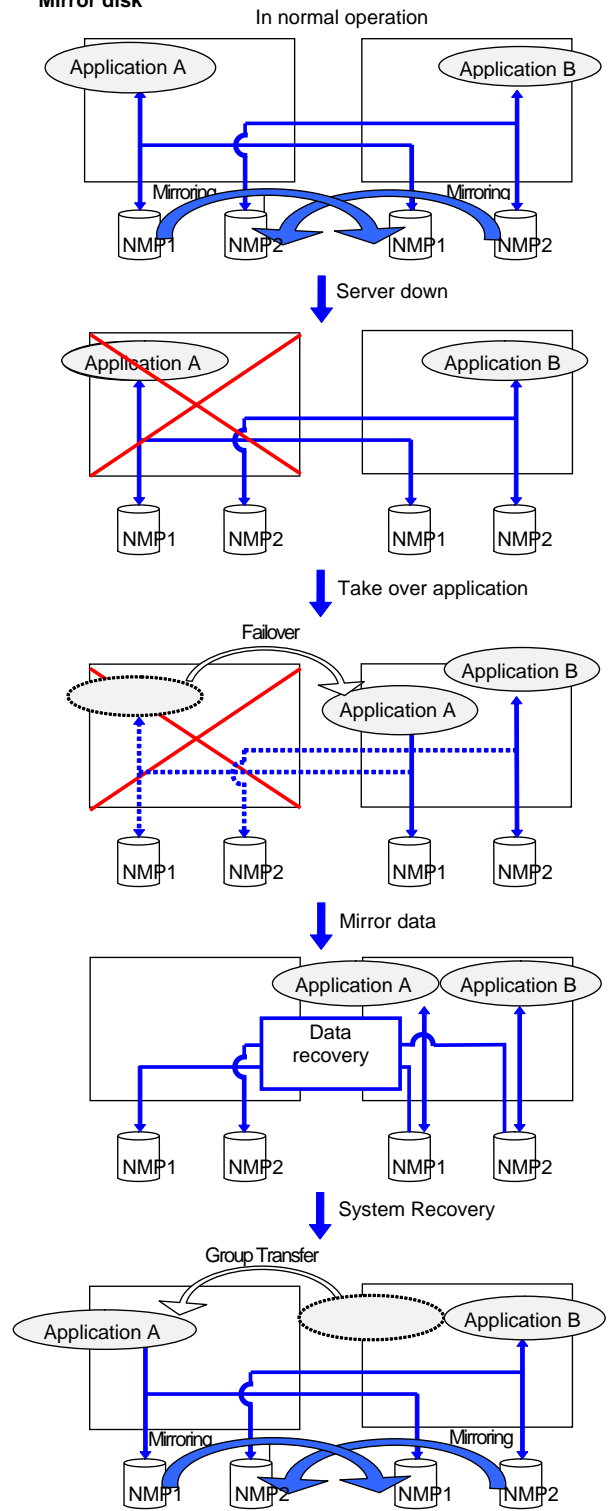 Mirror disk
In normal operation
Application A
Application B
Mirroring
Mirroring
NMP1
NMP2
NMP1
NMP2
Server down
Application A
Application B
NMP1
NMP2
NMP1
NMP2
Take over application
Failover
Application B
Application A
NMP1
NMP2
NMP1
NMP2
Mirror data
Application A
Application B
Data
recovery
NMP1
NMP2
NMP1
NMP2
System Recovery
Group Transfer
Application A
Application B
Mirroring
Mirroring
NMP1
NMP2
NMP1
NMP2